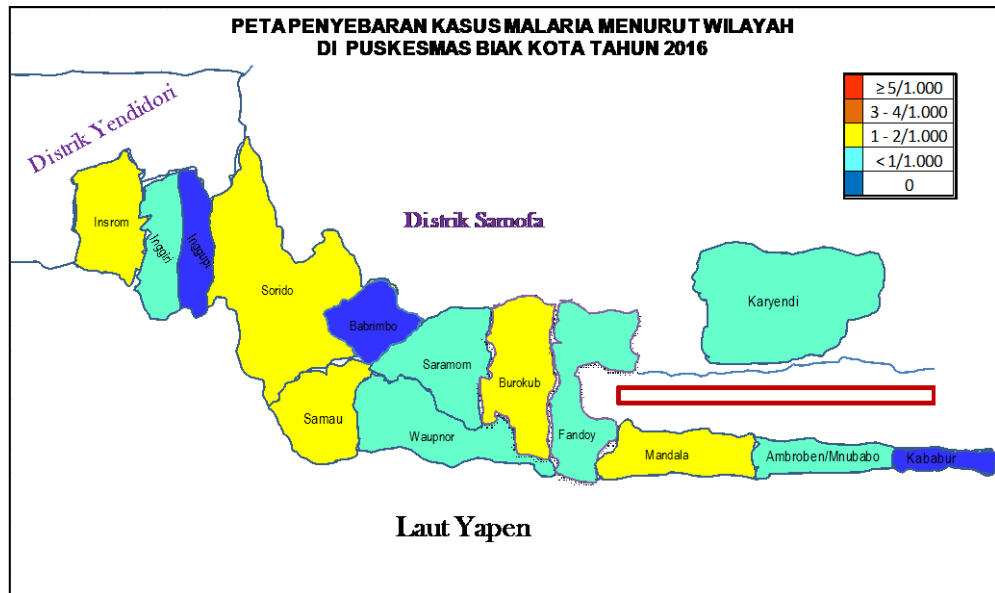 PETA PENYEBARAN KASUS MALARIA MENURUT WILAYAH
DI PUSKESMAS BIAK KOTA TAHUN 2016
≥5/1.000
3 - 4/1.000
1 - 2/1.000
<1/1.000
0
Distrik Yendidori
Distrik Samofa
Insrom
Inggiri
Inggupi
Sorido
Babrimbo
Karyendi
Saramom
Burokub
Samau
Waupnor
Fandoy
Mandala
Ambroben/Mnubabo
Kababur
Laut Yapen